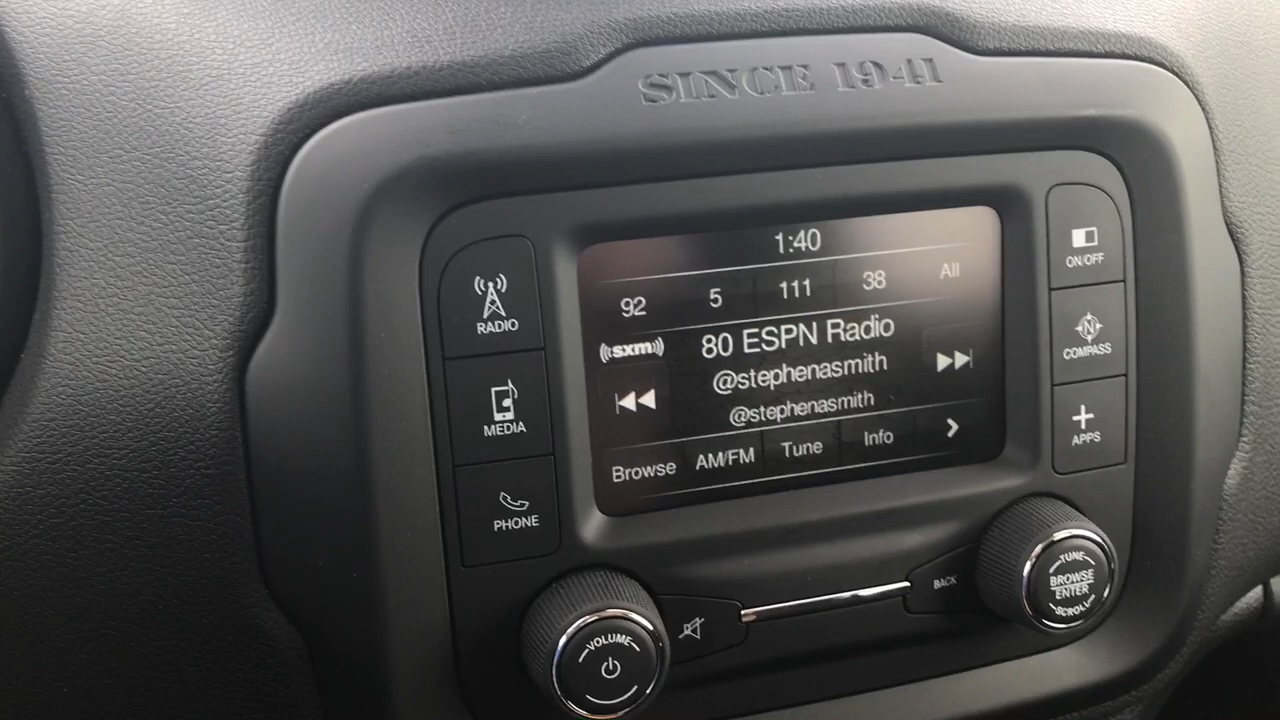 SINCE 1941
1:40
92 5 111 38 All
((sxm))
80 ESPN Radio
@stephenasmith
@stephenasmith
Browse AM/FM Tune Info
RADIO
MEDIA
PHONE
ON/OFF
N
COMPASS
APPS
VOLUME
BACK
TUNE
BROWSE
ENTER
SCROLL